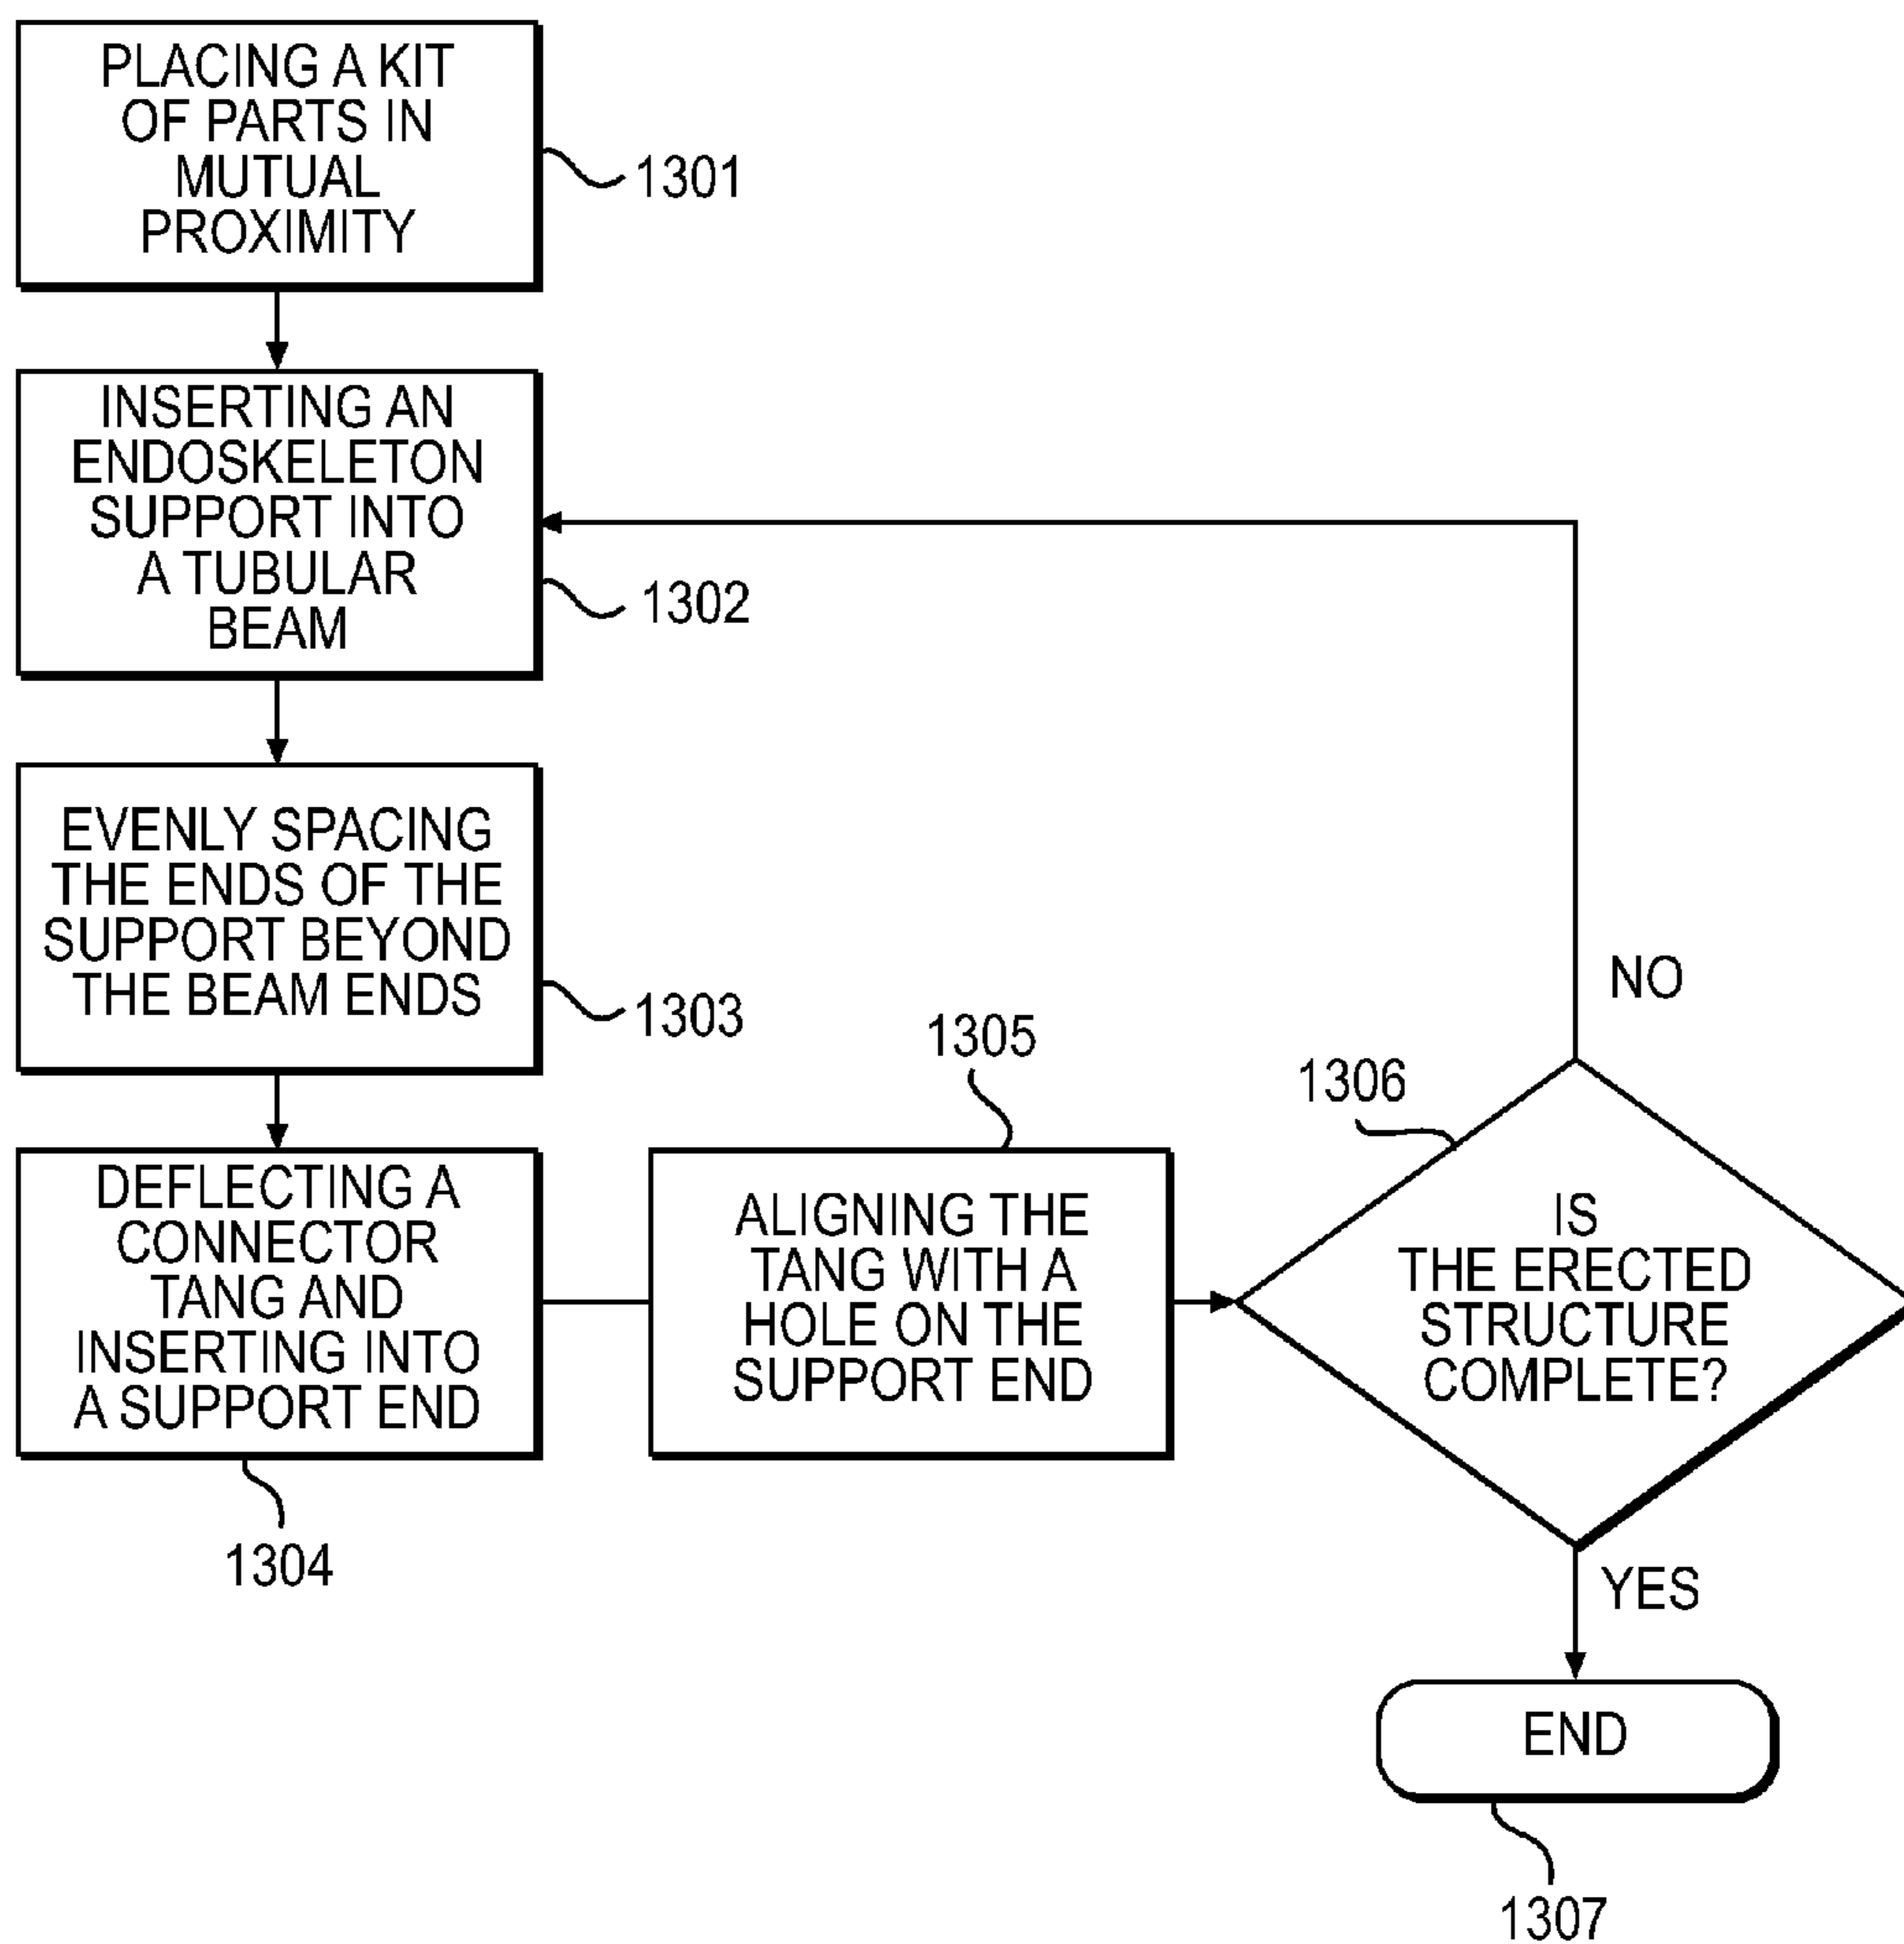 PLACING A KIT
OF PARTS IN
MUTUAL
PROXIMITY
1301
INSERTING AN
ENDOSKELETON
SUPPORT INTO
A TUBULAR
BEAM
1302
EVENLY SPACING
THE ENDS OF THE
SUPPORT BEYOND
THE BEAM ENDS
1303
DEFLECTING A
CONNECTOR
TANG AND
INSERTING INTO
A SUPPORT END
1304
1305
ALIGNING THE
TANG WITH A
HOLE ON THE
SUPPORT END
1306
IS
THE ERECTED
STRUCTURE
COMPLETE?
NO
YES
END
1307